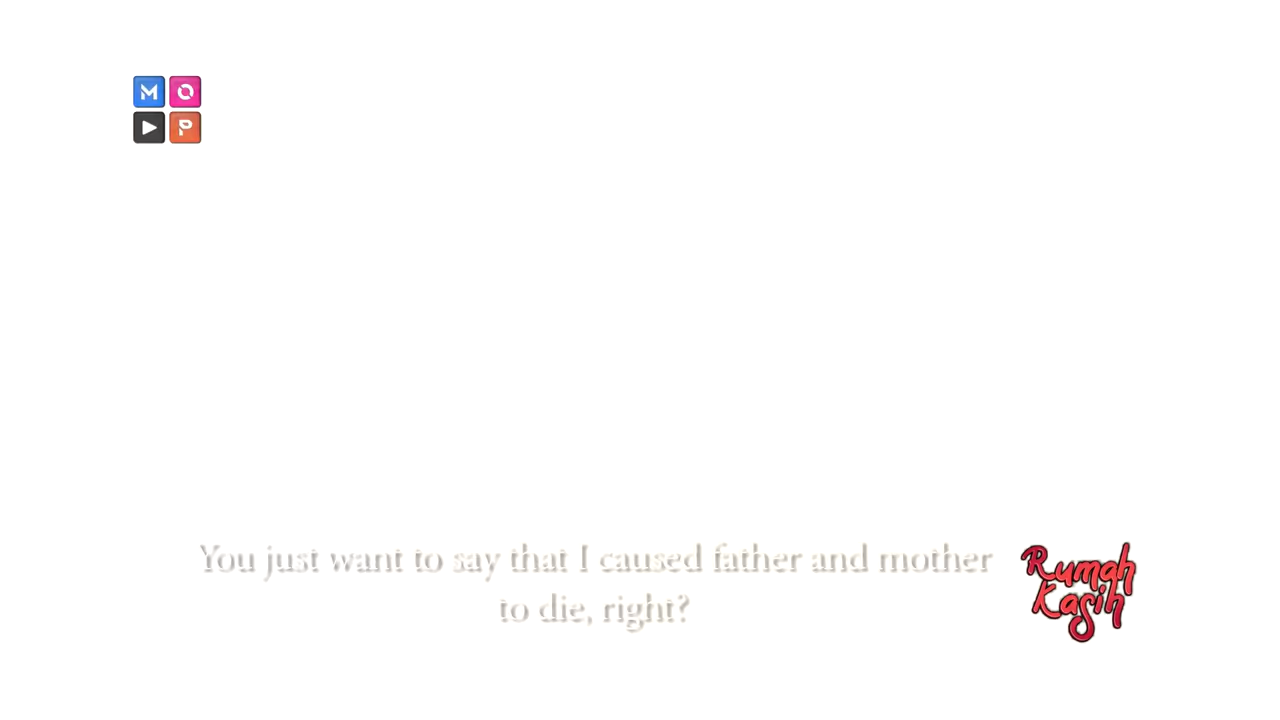 M O
P
You just want to say that I caused father and mother
to die, right?
Rumah
Kasih